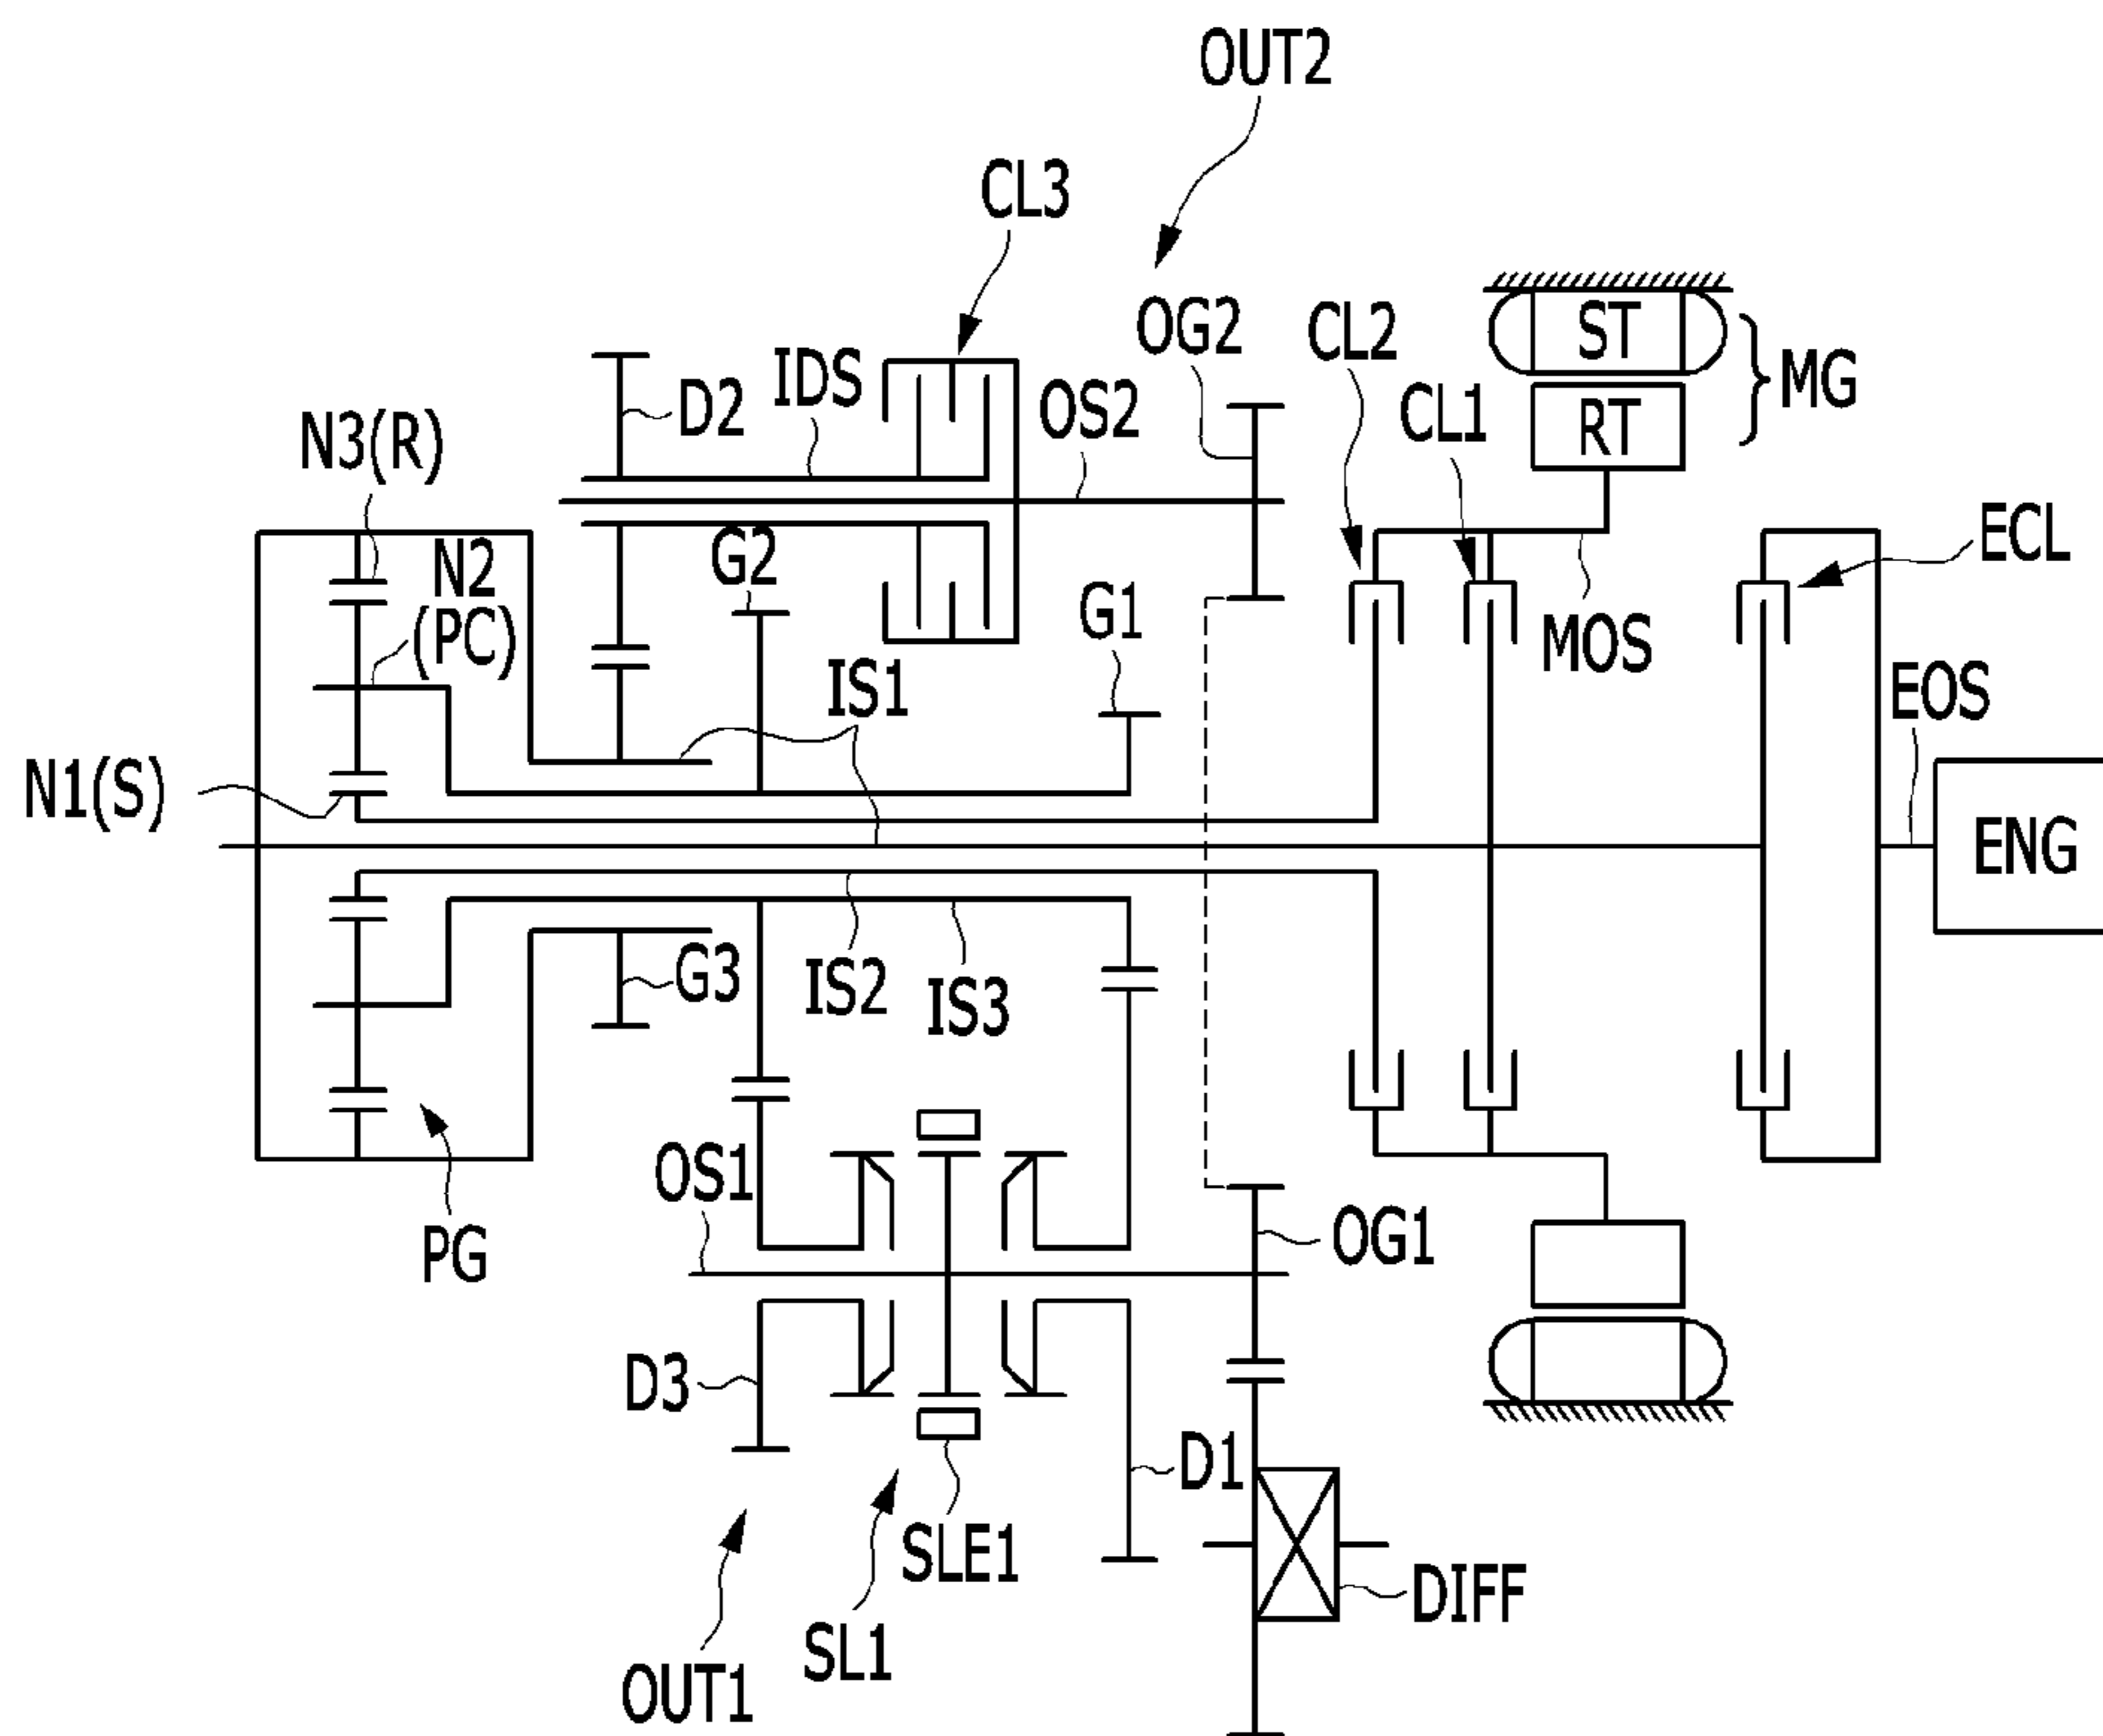 OUT2
CL3
OG2
CL2
ST
MG
IDS
D2
OS2
CL1
RT
N3(R)
ECL
N2
(PC)
G2
G1
MOS
IS1
EOS
N1(S)
ENG
G3
IS2
IS3
OS1
PG
OG1
D3
D1
SLE1
DIFF
SL1
OUT1